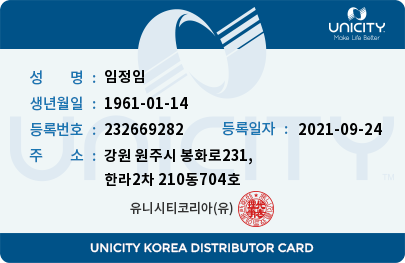 UNICITY
Make Life Better
성 명 : 임정임
생년월일 : 1961-01-14
등록번호 : 232669282 등록일자 : 2021-09-24
주 소 : 강원 원주시 봉화로231,
한라2차 210동704호
유니시티코리아(유)
UNICITY
TM
UNICITY KOREA DISTRIBUTOR CARD